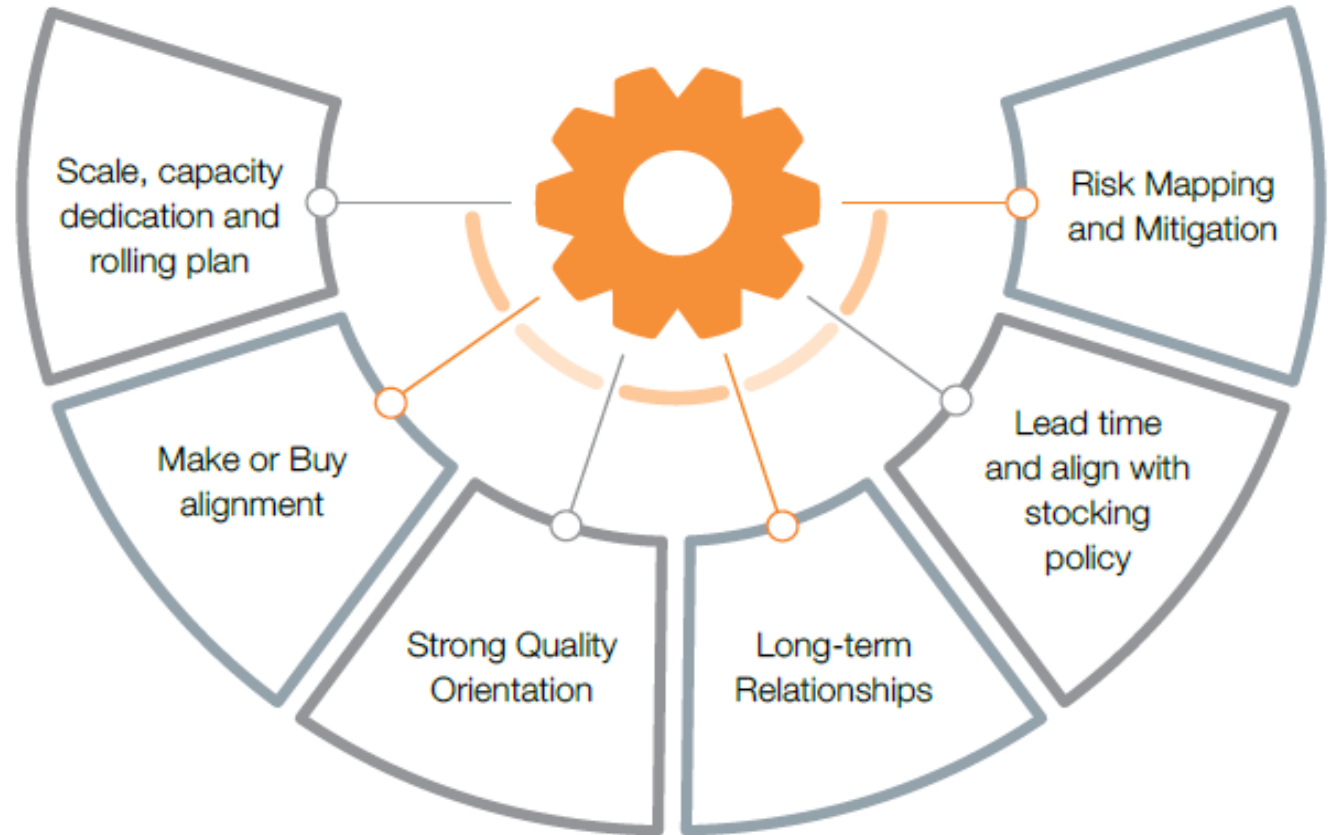 Scale, capacity
dedication and
rolling plan
Make or Buy
alignment
Strong Quality
Orientation
Long-term
Relationships
Lead time
and align with
stocking
policy
Risk Mapping
and Mitigation